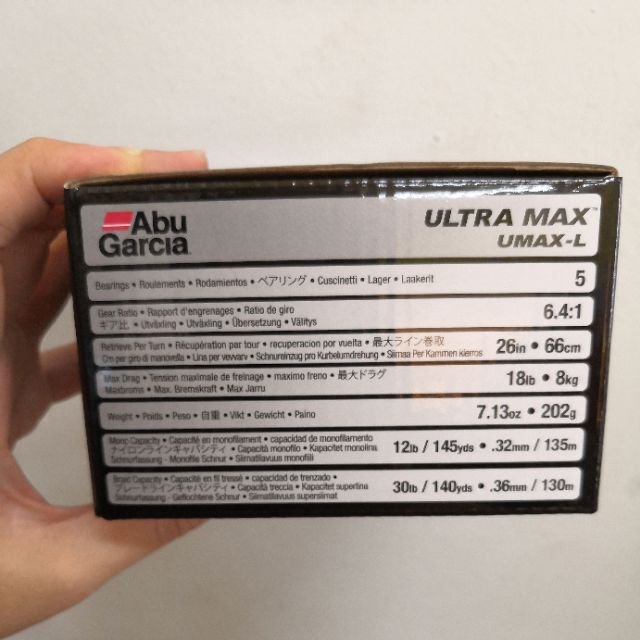 Abu Garcia
ULTRA MAX™
UMAX-L
Bearings • Roulements • Rodamientos • ベアリング • Cuscinetti • Lager • Laakerit
5
Gear Ratio • Rapport d'engrenages • Ratio de giro
ギア比 • Utväxling • Utväxling • Übersetzung • Välitys
6.4:1
Retrieve Per Turn • Récupération par tour • recuperacion por vuelta • 最大ライン巻取
Cm per giro di manovella • Lina per vevvarv • Schnureinzug pro Kurbelumdrehung • Siimaa Per Kammen kierros
26in • 66cm
Max Drag • Tension maximale de freinage • maximo freno • 最大ドラグ
Maxbroms • Max. Bremskraft • Max Jarru
18lb • 8kg
Weight • Poids • Peso • 自重 • Vikt • Gewicht • Paino
7.13oz • 202g
Mono Capacity • Capacité en monofilament • capacidad de monofilamento
ナイロンラインキャパシティ • Capacità monofilo • Kapacitet monolina
Schnurfassung - Monofile Schnur • Siimatilavuus monofiili
12lb / 145yds • .32mm / 135m
Braid Capacity • Capacité en fil tressé • capacidad de trenzado •
ブレードラインキャパシティ • Capacità treccia • Kapacitet superlina
Schnurfassung - Geflochtene Schnur • Siimatilavuus supersiimat
30lb / 140yds • .36mm / 130m